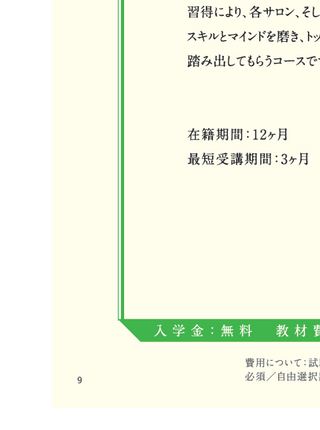 習得により、各サロン、そし
スキルとマインドを磨き、トッ
踏み出してもらうコースで
在籍期間：12ヶ月
最短受講期間：3ヶ月
入学金：無料　教材費
費用について：試
必須／自由選択
9